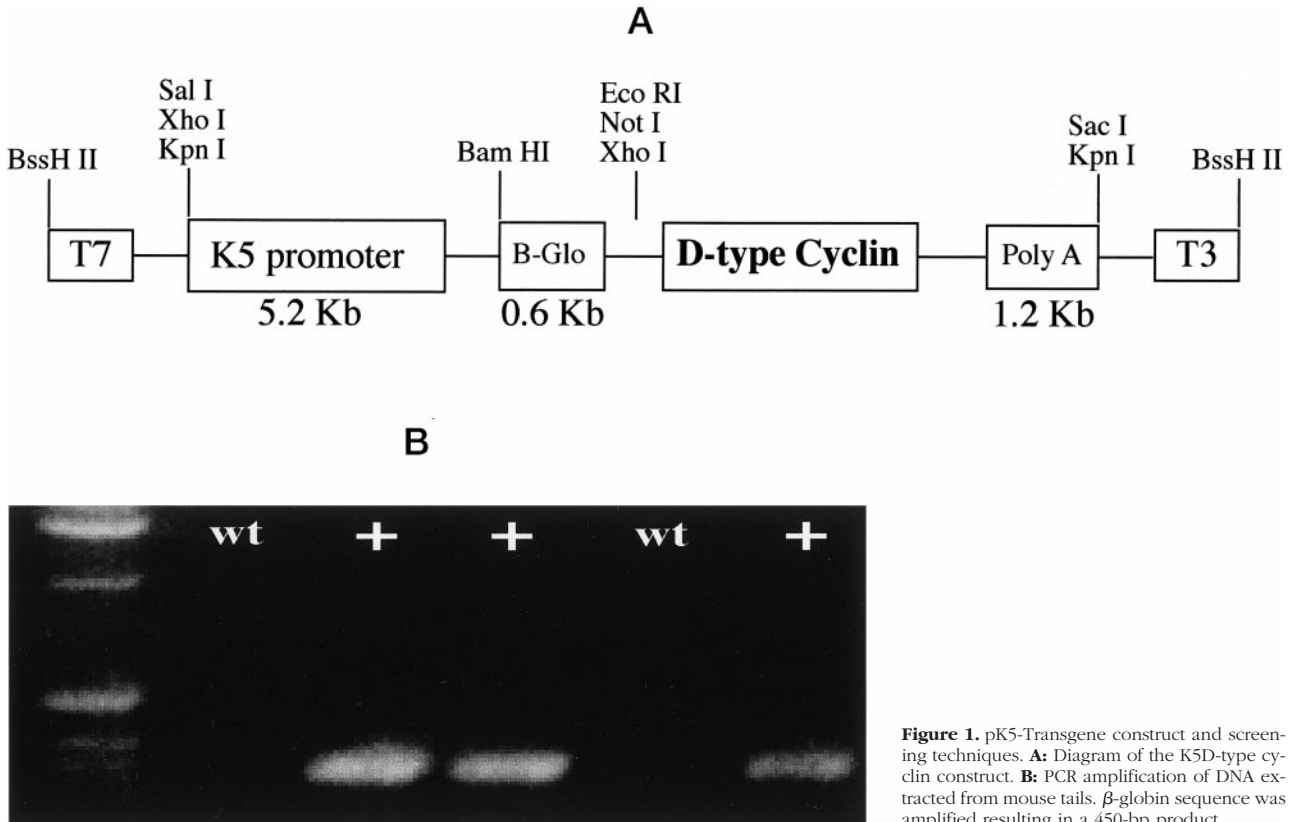 A
Sal I
Xho I
Kpn I
Eco RI
Not I
Xho I
Sac I
Kpn I
BssH II
Bam HI
BssH II
T7
K5 promoter
B-Glo
D-type Cyclin
Poly A
T3
5.2 Kb
0.6 Kb
1.2 Kb
B
wt + + wt +
Figure 1. pK5-Transgene construct and screen-
ing techniques. A: Diagram of the K5D-type cy-
clin construct. B: PCR amplification of DNA ex-
tracted from mouse tails. β-globin sequence was
amplified resulting in a 450-bp product.